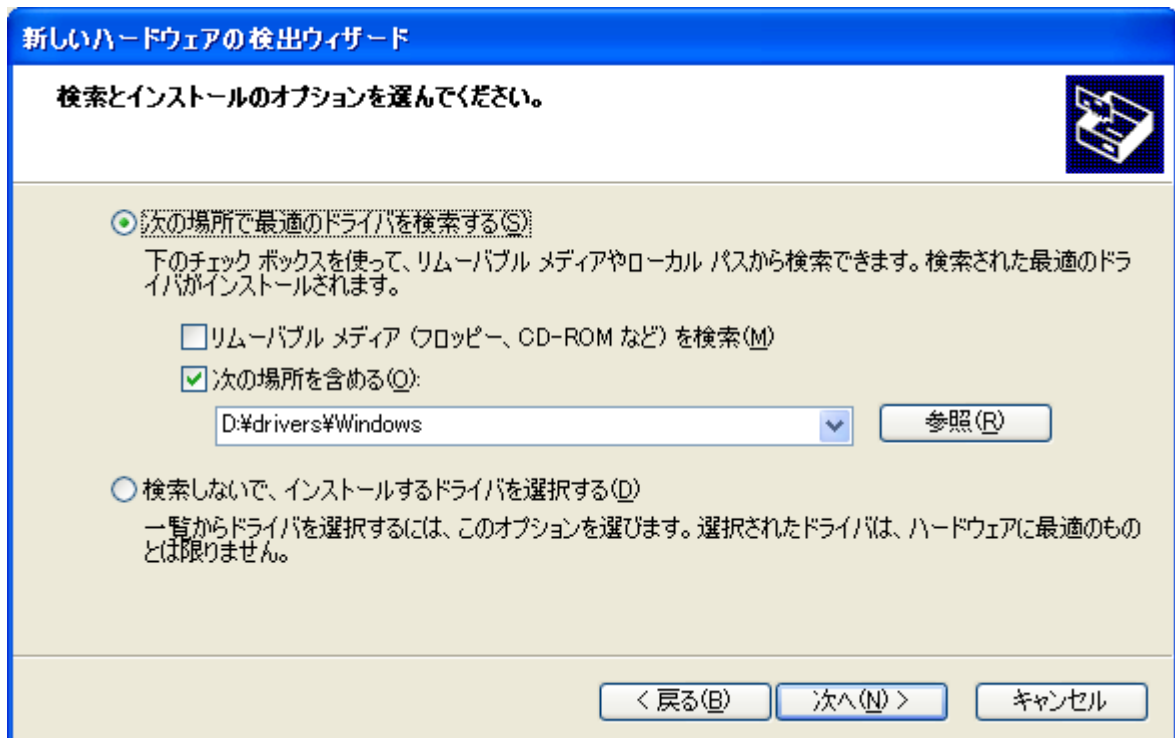 新しいハードウェアの検出ウィザード
検索とインストールのオプションを選んでください。
次の場所で最適のドライバを検索する(S)
下のチェック ボックスを使って、リムーバブル メディアやローカル パスから検索できます。検索された最適のドラ
イバがインストールされます。
リムーバブル メディア (フロッピー、CD-ROM など) を検索(M)
次の場所を含める(O):
D:¥drivers¥Windows
参照(R)
検索しないで、インストールするドライバを選択する(D)
一覧からドライバを選択するには、このオプションを選びます。選択されたドライバは、ハードウェアに最適のもの
とは限りません。
< 戻る(B) 次へ(N) > キャンセル